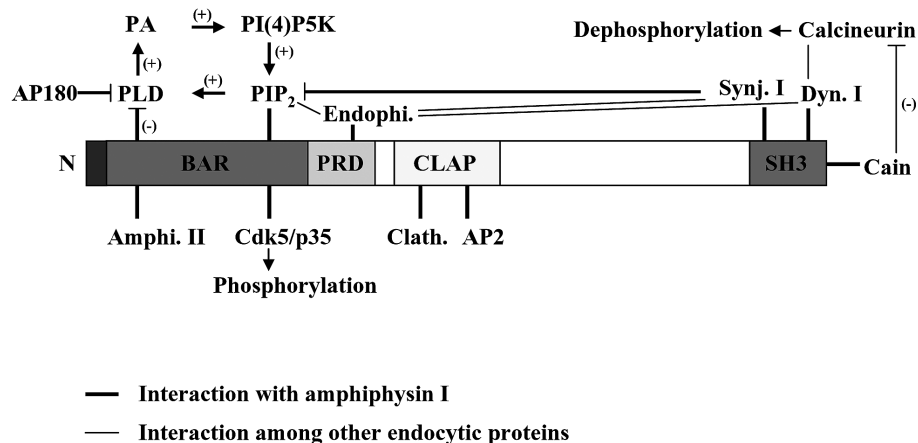 PA (+) PI(4)P5K
Dephosphorylation Calcineurin
(+) (+)
AP180 PLD (+) PIP2 Synj. I Dyn. I
(-) Endophi. (-)
N BAR PRD CLAP SH3 Cain
Amphi. II Cdk5/p35 Clath. AP2
Phosphorylation
Interaction with amphiphysin I
Interaction among other endocytic proteins